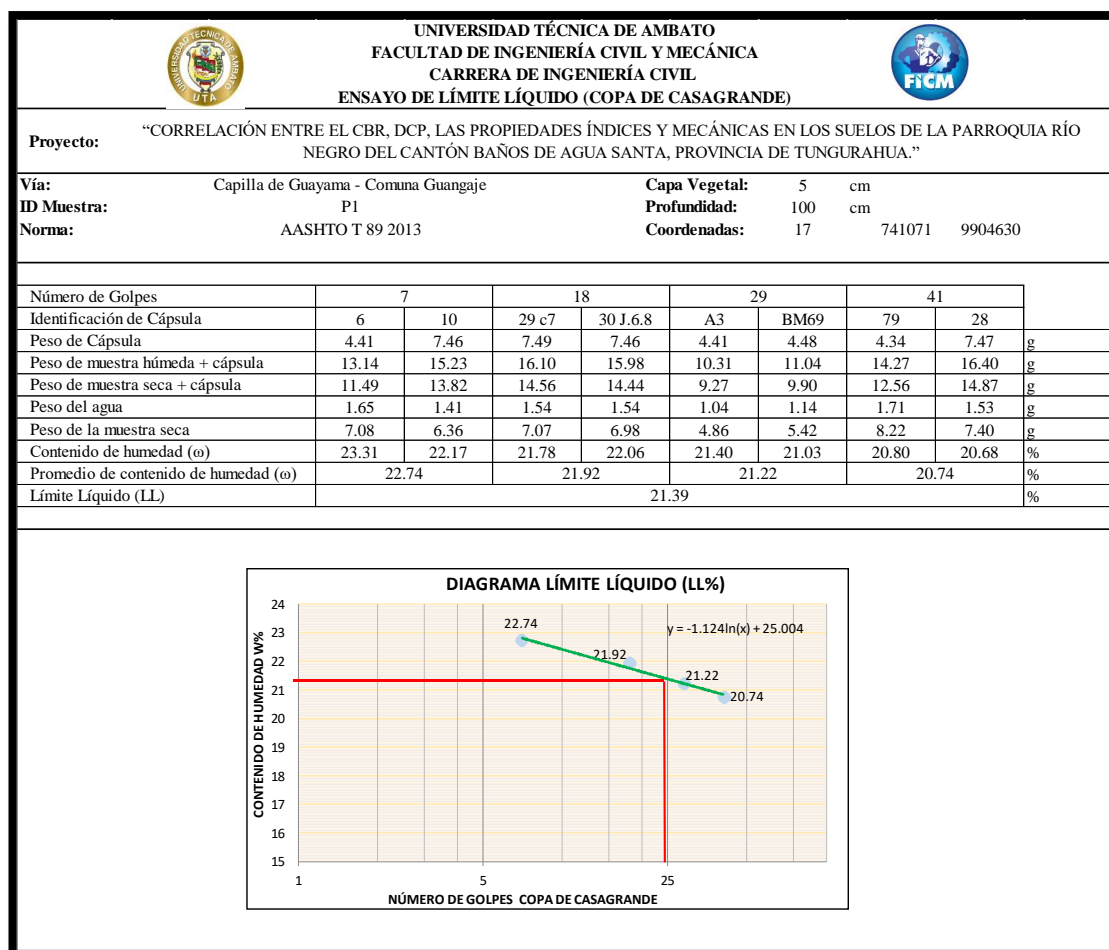 UNIVERSIDAD TÉCNICA DE AMBATO
FACULTAD DE INGENIERÍA CIVIL Y MECÁNICA
CARRERA DE INGENIERÍA CIVIL
ENSAYO DE LÍMITE LÍQUIDO (COPA DE CASAGRANDE)
UNIVERSIDAD TECNICA DE AMBATO
UTA
FICM
Proyecto: “CORRELACIÓN ENTRE EL CBR, DCP, LAS PROPIEDADES ÍNDICES Y MECÁNICAS EN LOS SUELOS DE LA PARROQUIA RÍO
NEGRO DEL CANTÓN BAÑOS DE AGUA SANTA, PROVINCIA DE TUNGURAHUA.”
Vía: Capilla de Guayama - Comuna Guangaje Capa Vegetal: 5 cm
ID Muestra: P1 Profundidad: 100 cm
Norma: AASHTO T 89 2013 Coordenadas: 17 741071 9904630
Número de Golpes 7 18 29 41
Identificación de Cápsula 6 10 29 c7 30 J.6.8 A3 BM69 79 28
Peso de Cápsula 4.41 7.46 7.49 7.46 4.41 4.48 4.34 7.47 g
Peso de muestra húmeda + cápsula 13.14 15.23 16.10 15.98 10.31 11.04 14.27 16.40 g
Peso de muestra seca + cápsula 11.49 13.82 14.56 14.44 9.27 9.90 12.56 14.87 g
Peso del agua 1.65 1.41 1.54 1.54 1.04 1.14 1.71 1.53 g
Peso de la muestra seca 7.08 6.36 7.07 6.98 4.86 5.42 8.22 7.40 g
Contenido de humedad (ω) 23.31 22.17 21.78 22.06 21.40 21.03 20.80 20.68 %
Promedio de contenido de humedad (ω) 22.74 21.92 21.22 20.74 %
Límite Líquido (LL) 21.39 %
DIAGRAMA LÍMITE LÍQUIDO (LL%)
CONTENIDO DE HUMEDAD W%
24
23
22
21
20
19
18
17
16
15
22.74
21.92
21.22
20.74
y = -1.124ln(x) + 25.004
1 5 25
NÚMERO DE GOLPES COPA DE CASAGRANDE